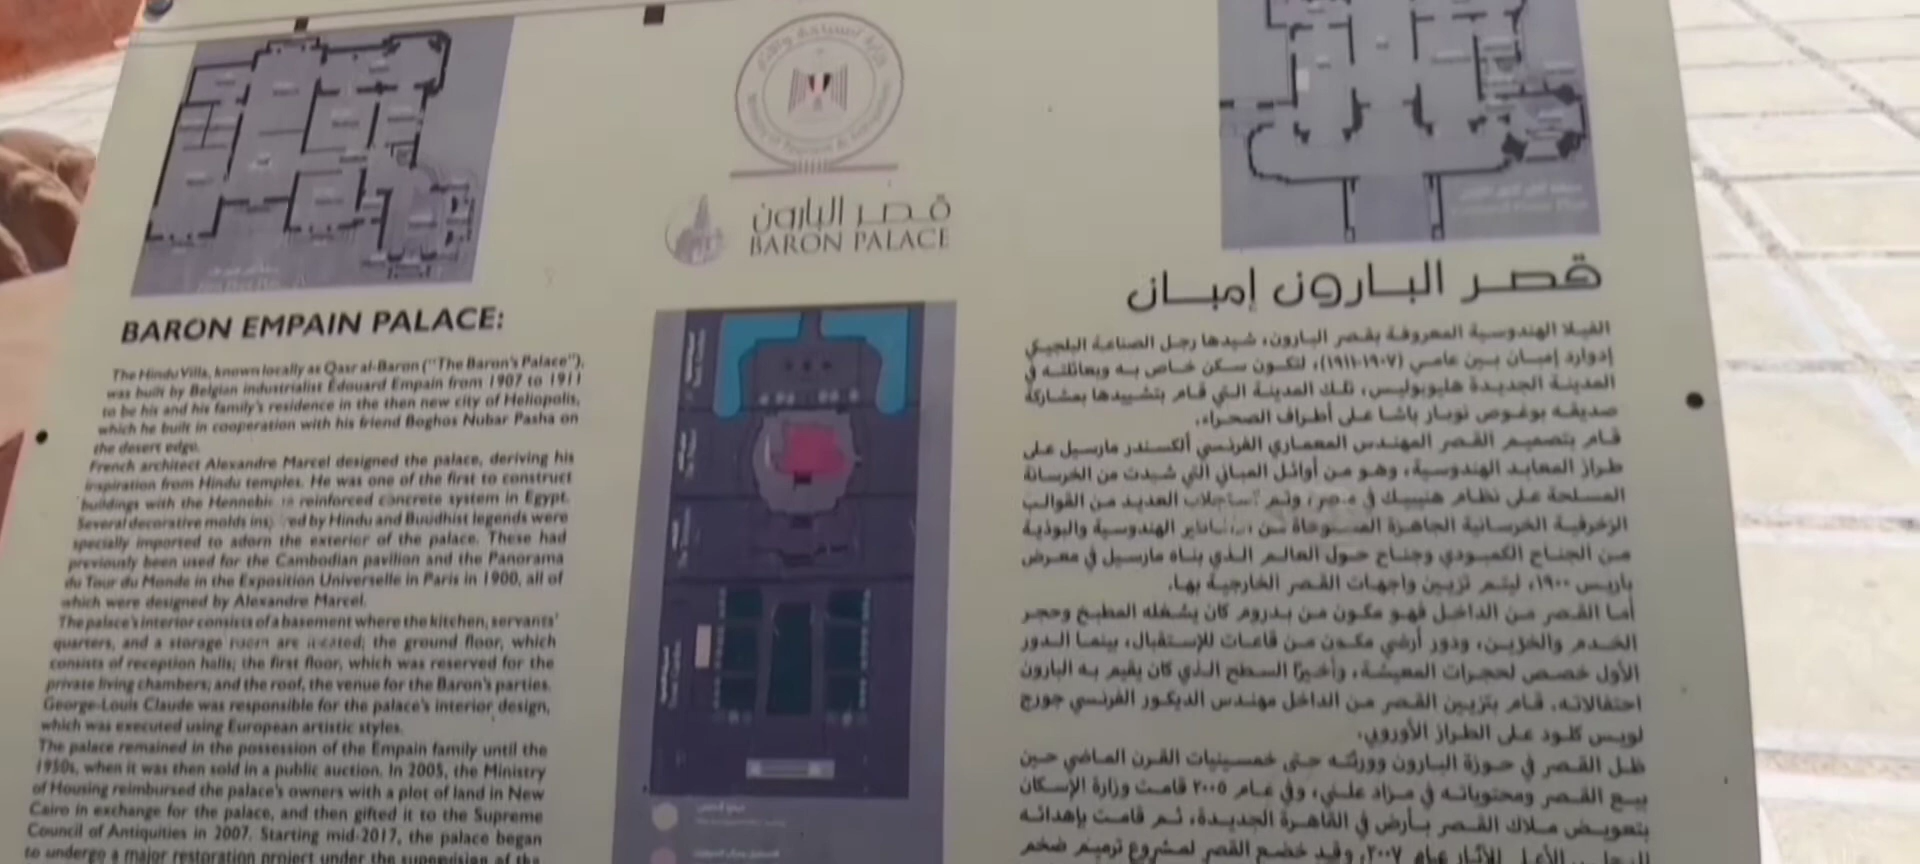 قصر البارون
BARON PALACE
BARON EMPAIN PALACE:
The Hindu Villa, known locally as Qasr al-Baron ("The Baron's Palace"),
was built by Belgian industrialist Édouard Empain from 1907 to 1911
to be his and his family's residence in the then new city of Heliopolis,
which he built in cooperation with his friend Boghos Nubar Pasha on
the desert edge.
French architect Alexandre Marcel designed the palace, deriving his
inspiration from Hindu temples. He was one of the first to construct
buildings with the reinforced concrete system in Egypt.
Several decorative molds by Hindu and Buddhist legends were
specially imported to adorn the exterior of the palace. These had
previously been used for the Cambodian pavilion and the Panorama
du Tour du Monde in the Exposition Universelle in Paris in 1900, all of
which were designed by Alexandre Marcel.
The palace's interior consists of a basement where the kitchen, servants'
quarters, and a storage room are located; the ground floor, which
consists of reception halls; the first floor, which was reserved for the
private living chambers; and the roof, the venue for the Baron's parties.
George-Louis Claude was responsible for the palace's interior design,
which was executed using European artistic styles.
The palace remained in the possession of the Empain family until the
1950s, when it was then sold in a public auction. In 2005, the Ministry
of Housing reimbursed the palace's owners with a plot of land in New
Cairo in exchange for the palace, and then gifted it to the Supreme
Council of Antiquities in 2007. Starting mid-2017, the palace began
to undergo a major restoration project under the supervision of the
قصر البارون إمبان
الفيلا الهندوسية المعروفة بقصر البارون، شيدها رجل الصناعة البلجيكي
إدوارد إمبان بين عامي (١٩٠٧-١٩١١)، لتكون سكن خاص به وبعائلته في
المدينة الجديدة هليوبوليس، تلك المدينة التي قام بتشييدها بمشاركة
صديقه بوغوص نوبار باشا على أطراف الصحراء.
قام بتصميم القصر المهندس المعماري الفرنسي ألكسندر مارسيل على
طراز المعابد الهندوسية، وهو من أوائل المباني التي شيدت من الخرسانة
المسلحة على نظام هنيبيك في مصر، وتم العديد من القوالب
الزخرفية الخرسانية الجاهزة من الهندوسية والبوذية
من الجناح الكمبودي وجناح حول العالم الذي بناه مارسيل في معرض
باريس ١٩٠٠، ليتم تزيين واجهات القصر الخارجية بها.
أما القصر من الداخل فهو مكون من بدروم كان يشغله المطبخ وحجر
الخدم والخزين، ودور أرضي مكون من قاعات للإستقبال، بينما الدور
الأول خصص لحجرات المعيشة، وأخيرًا السطح الذي كان يقيم به البارون
احتفالاته. قام بتزيين القصر من الداخل مهندس الديكور الفرنسي جورج
لويس كلود على الطراز الأوروبي.
ظل القصر في حوزة البارون وورثته حتى خمسينيات القرن الماضي حين
بيع القصر ومحتوياته في مزاد علني، وفي عام ٢٠٠٥ قامت وزارة الإسكان
بتعويض ملاك القصر بأرض في القاهرة الجديدة، ثم قامت بإهدائه
للمجلس الأعلى للآثار عام ٢٠٠٧، وقد خضع القصر لمشروع ترميم ضخم